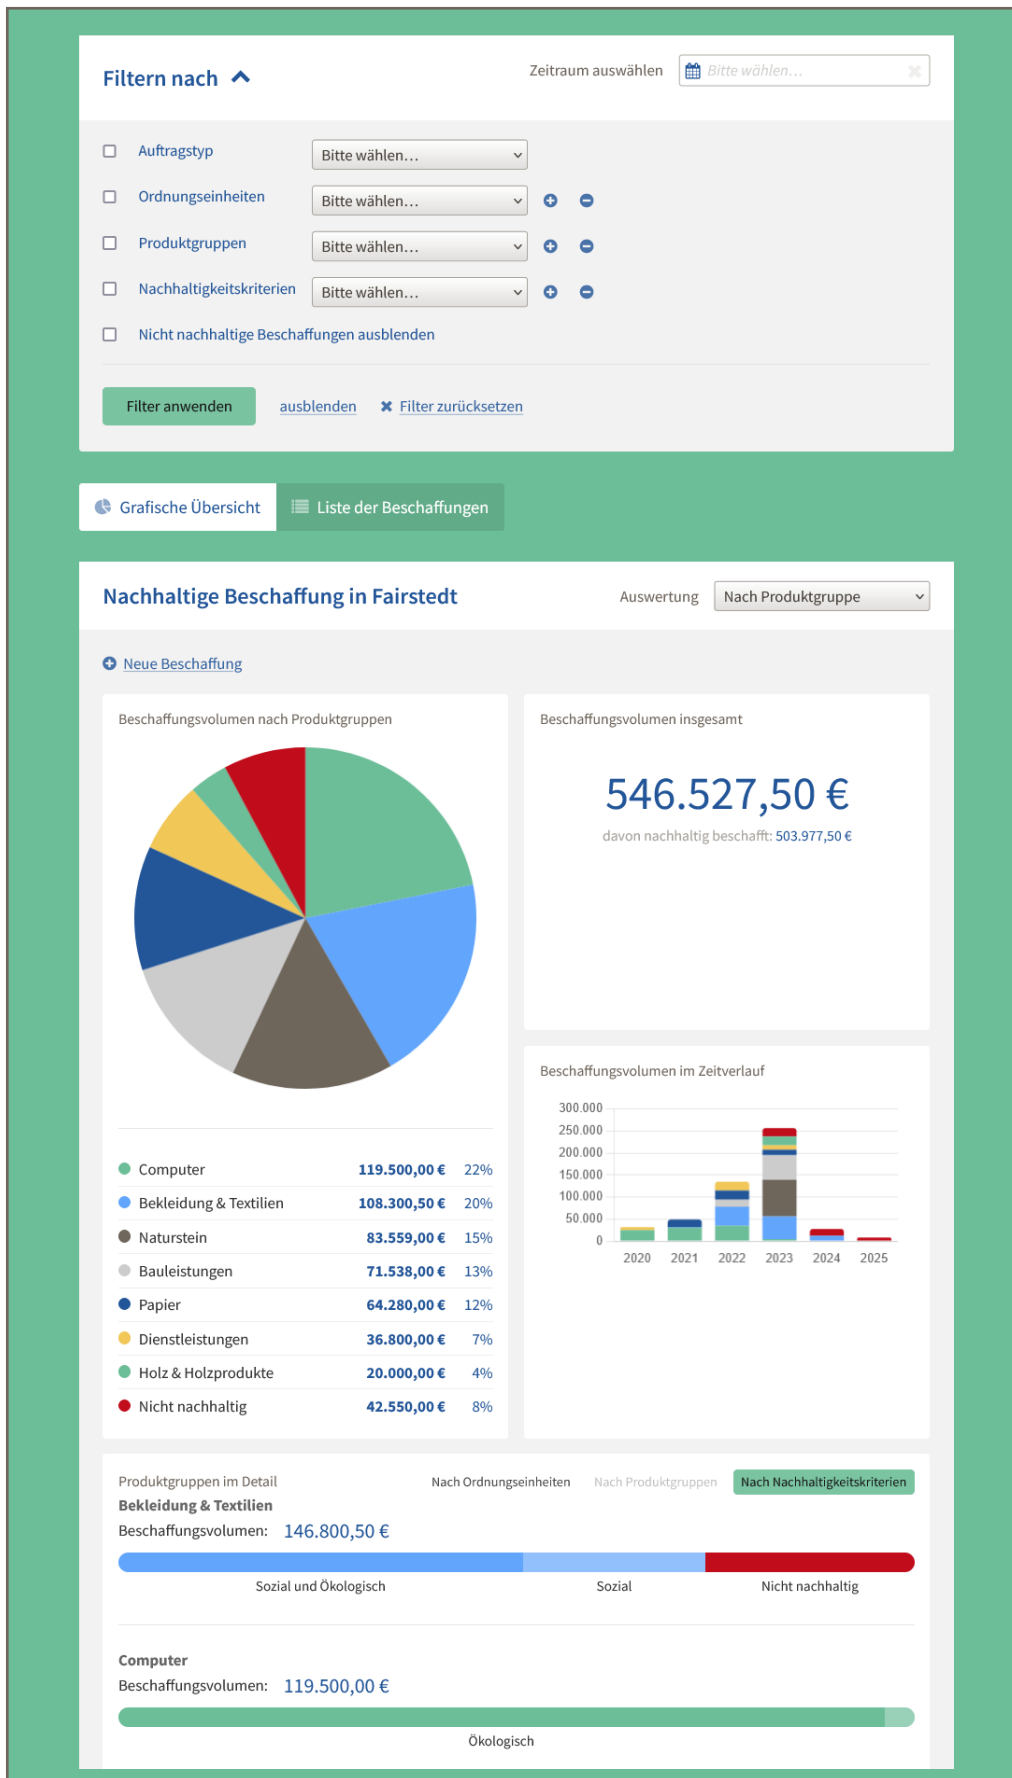 Filtern nach
Zeitraum auswählen Bitte wählen...
Auftragstyp Bitte wählen...
Ordnungseinheiten Bitte wählen...
Produktgruppen Bitte wählen...
Nachhaltigkeitskriterien Bitte wählen...
Nicht nachhaltige Beschaffungen ausblenden
Filter anwenden ausblenden Filter zurücksetzen
Grafische Übersicht Liste der Beschaffungen
Nachhaltige Beschaffung in Fairstedt
Auswertung Nach Produktgruppe
Neue Beschaffung
Beschaffungsvolumen nach Produktgruppen
Computer 119.500,00 € 22%
Bekleidung & Textilien 108.300,50 € 20%
Naturstein 83.559,00 € 15%
Bauleistungen 71.538,00 € 13%
Papier 64.280,00 € 12%
Dienstleistungen 36.800,00 € 7%
Holz & Holzprodukte 20.000,00 € 4%
Nicht nachhaltig 42.550,00 € 8%
Beschaffungsvolumen insgesamt
546.527,50 €
davon nachhaltig beschafft: 503.977,50 €
Beschaffungsvolumen im Zeitverlauf
300.000
250.000
200.000
150.000
100.000
50.000
0
2020 2021 2022 2023 2024 2025
Produktgruppen im Detail
Nach Ordnungseinheiten Nach Produktgruppen Nach Nachhaltigkeitskriterien
Bekleidung & Textilien
Beschaffungsvolumen: 146.800,50 €
Sozial und Ökologisch Sozial Nicht nachhaltig
Computer
Beschaffungsvolumen: 119.500,00 €
Ökologisch